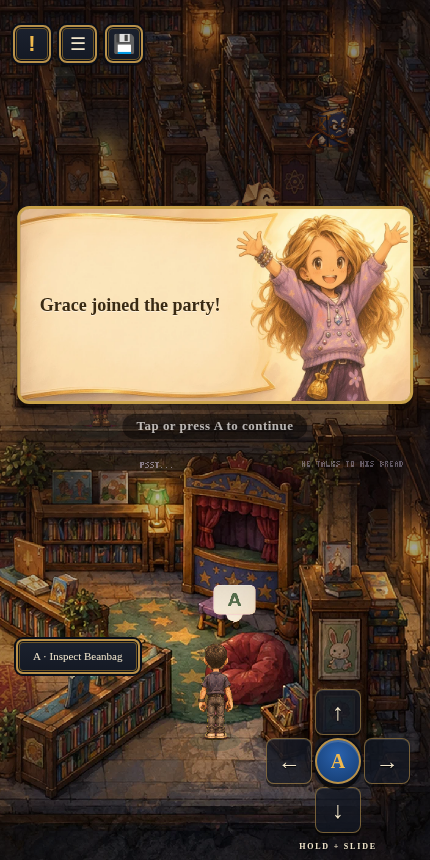 !
Grace joined the party!
Tap or press A to continue
PSST...
HE TALKS TO HIS BREAD
A
A · Inspect Beanbag
↑
← A →
↓
HOLD + SLIDE